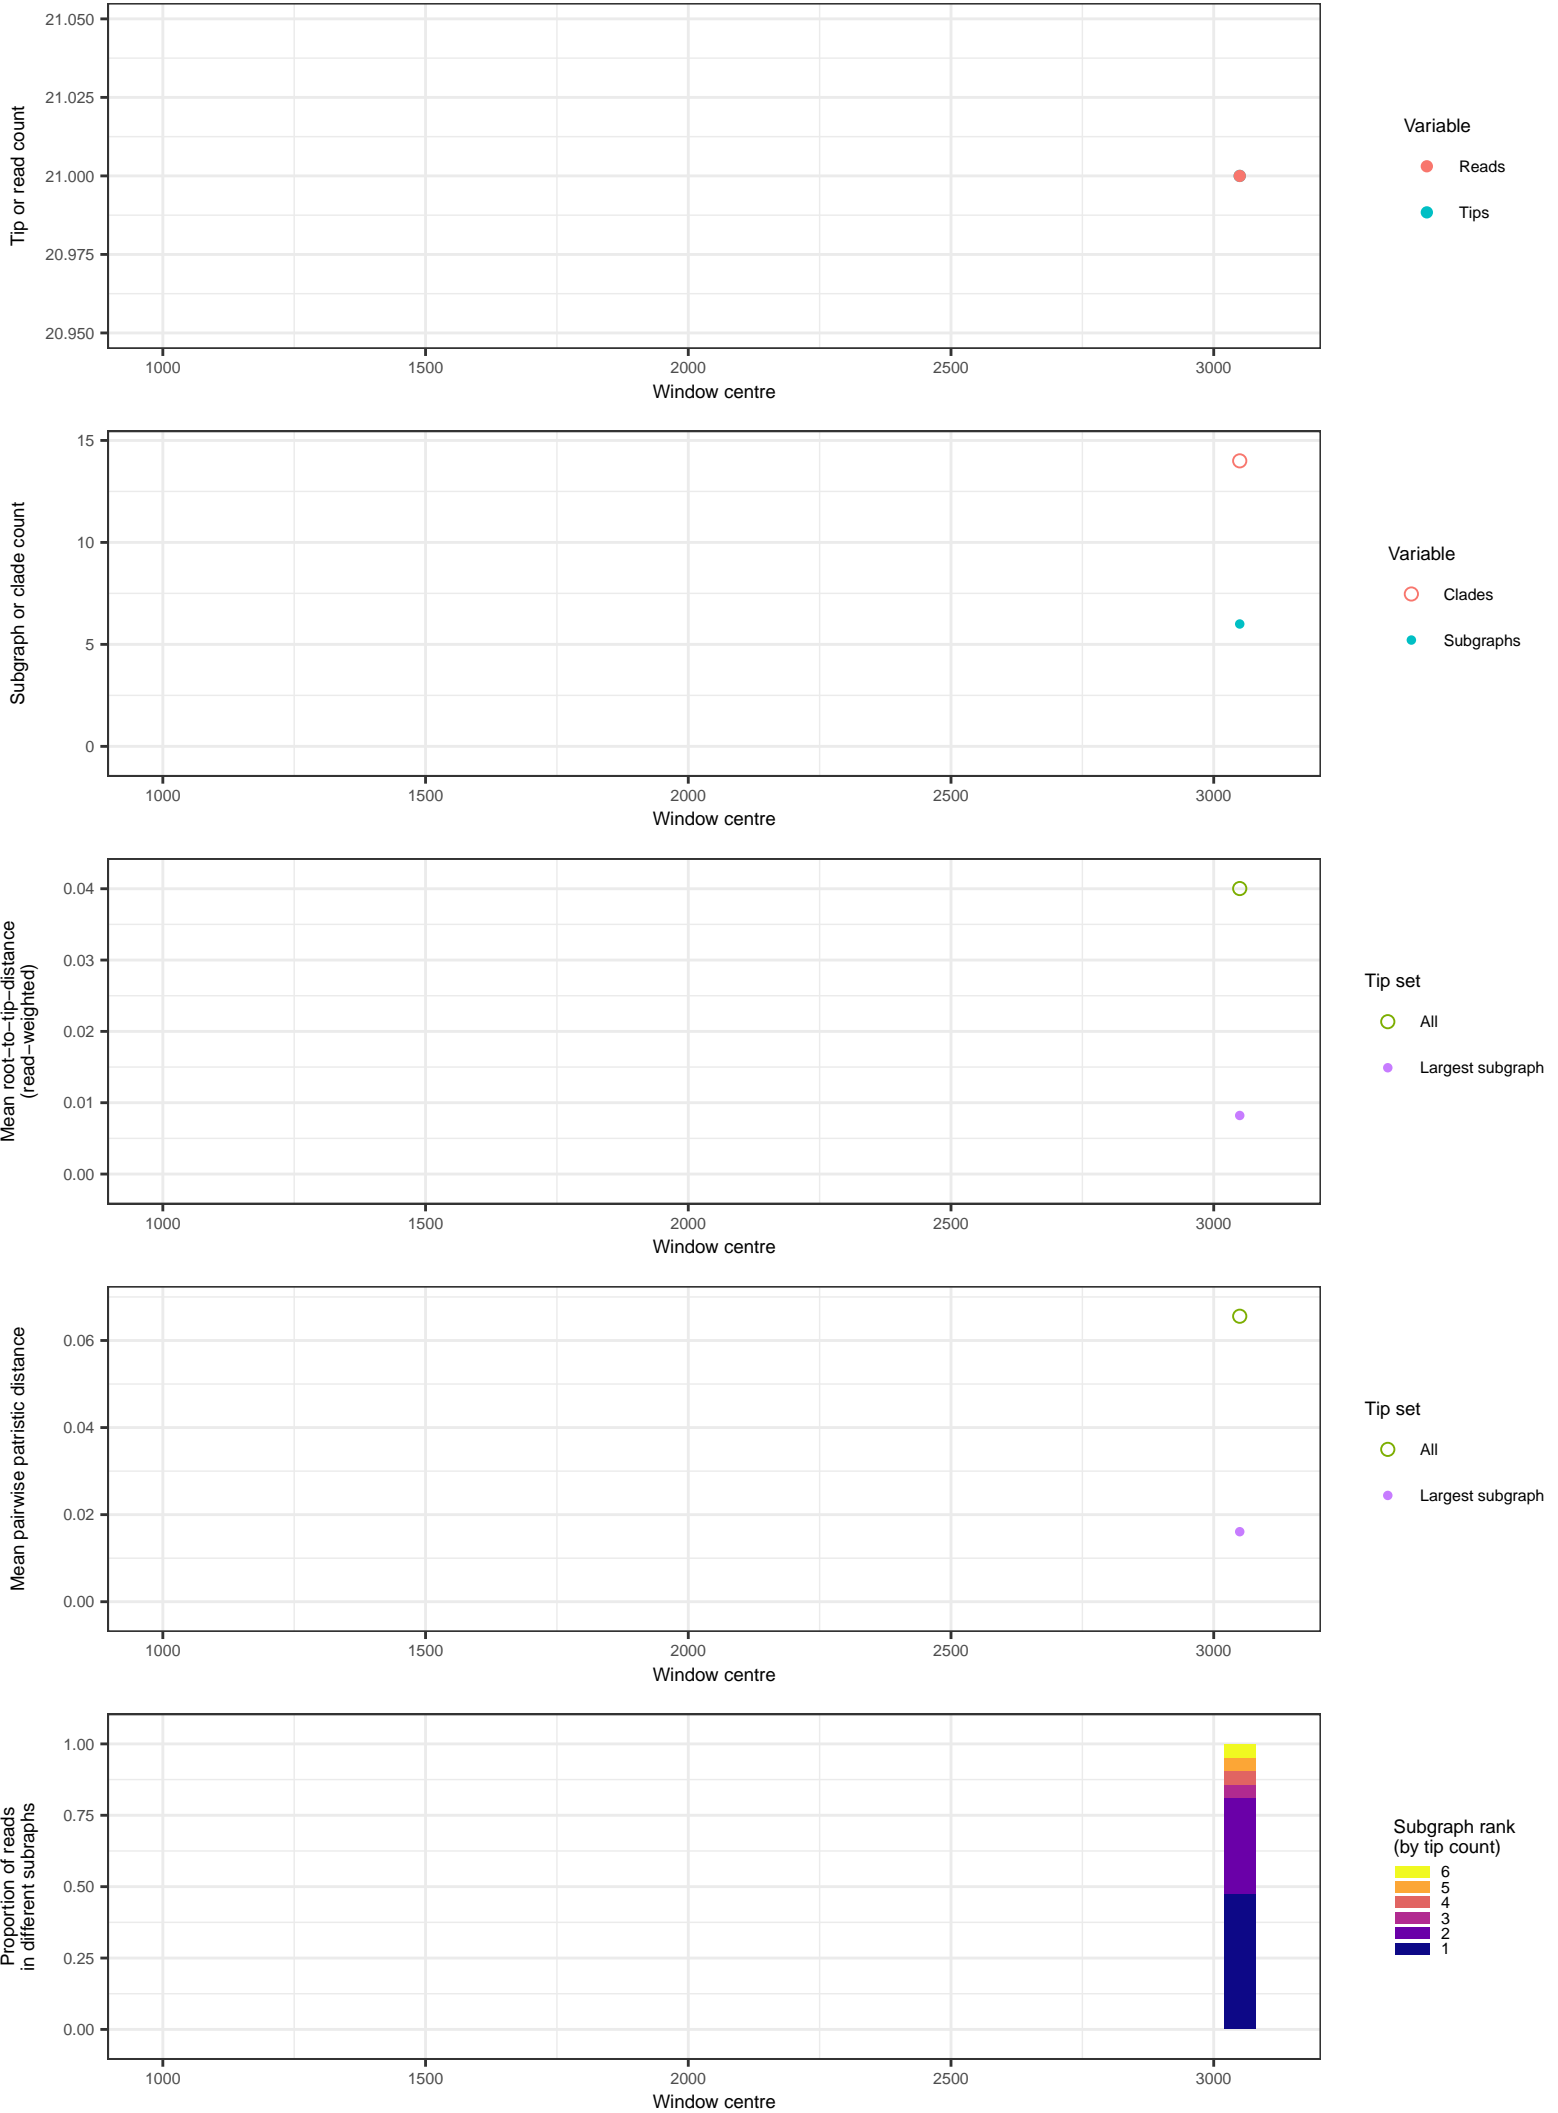 21.050
21.025
21.000
20.975
20.950
Tip or read count
1000 1500 2000 2500 3000
Window centre
Variable
Reads
Tips
15
10
5
0
Subgraph or clade count
1000 1500 2000 2500 3000
Window centre
Variable
Clades
Subgraphs
0.04
0.03
0.02
0.01
0.00
Mean root−to−tip−distance
(read−weighted)
1000 1500 2000 2500 3000
Window centre
Tip set
All
Largest subgraph
0.06
0.04
0.02
0.00
Mean pairwise patristic distance
1000 1500 2000 2500 3000
Window centre
Tip set
All
Largest subgraph
1.00
0.75
0.50
0.25
0.00
Proportion of reads
in different subraphs
1000 1500 2000 2500 3000
Window centre
Subgraph rank
(by tip count)
6
5
4
3
2
1